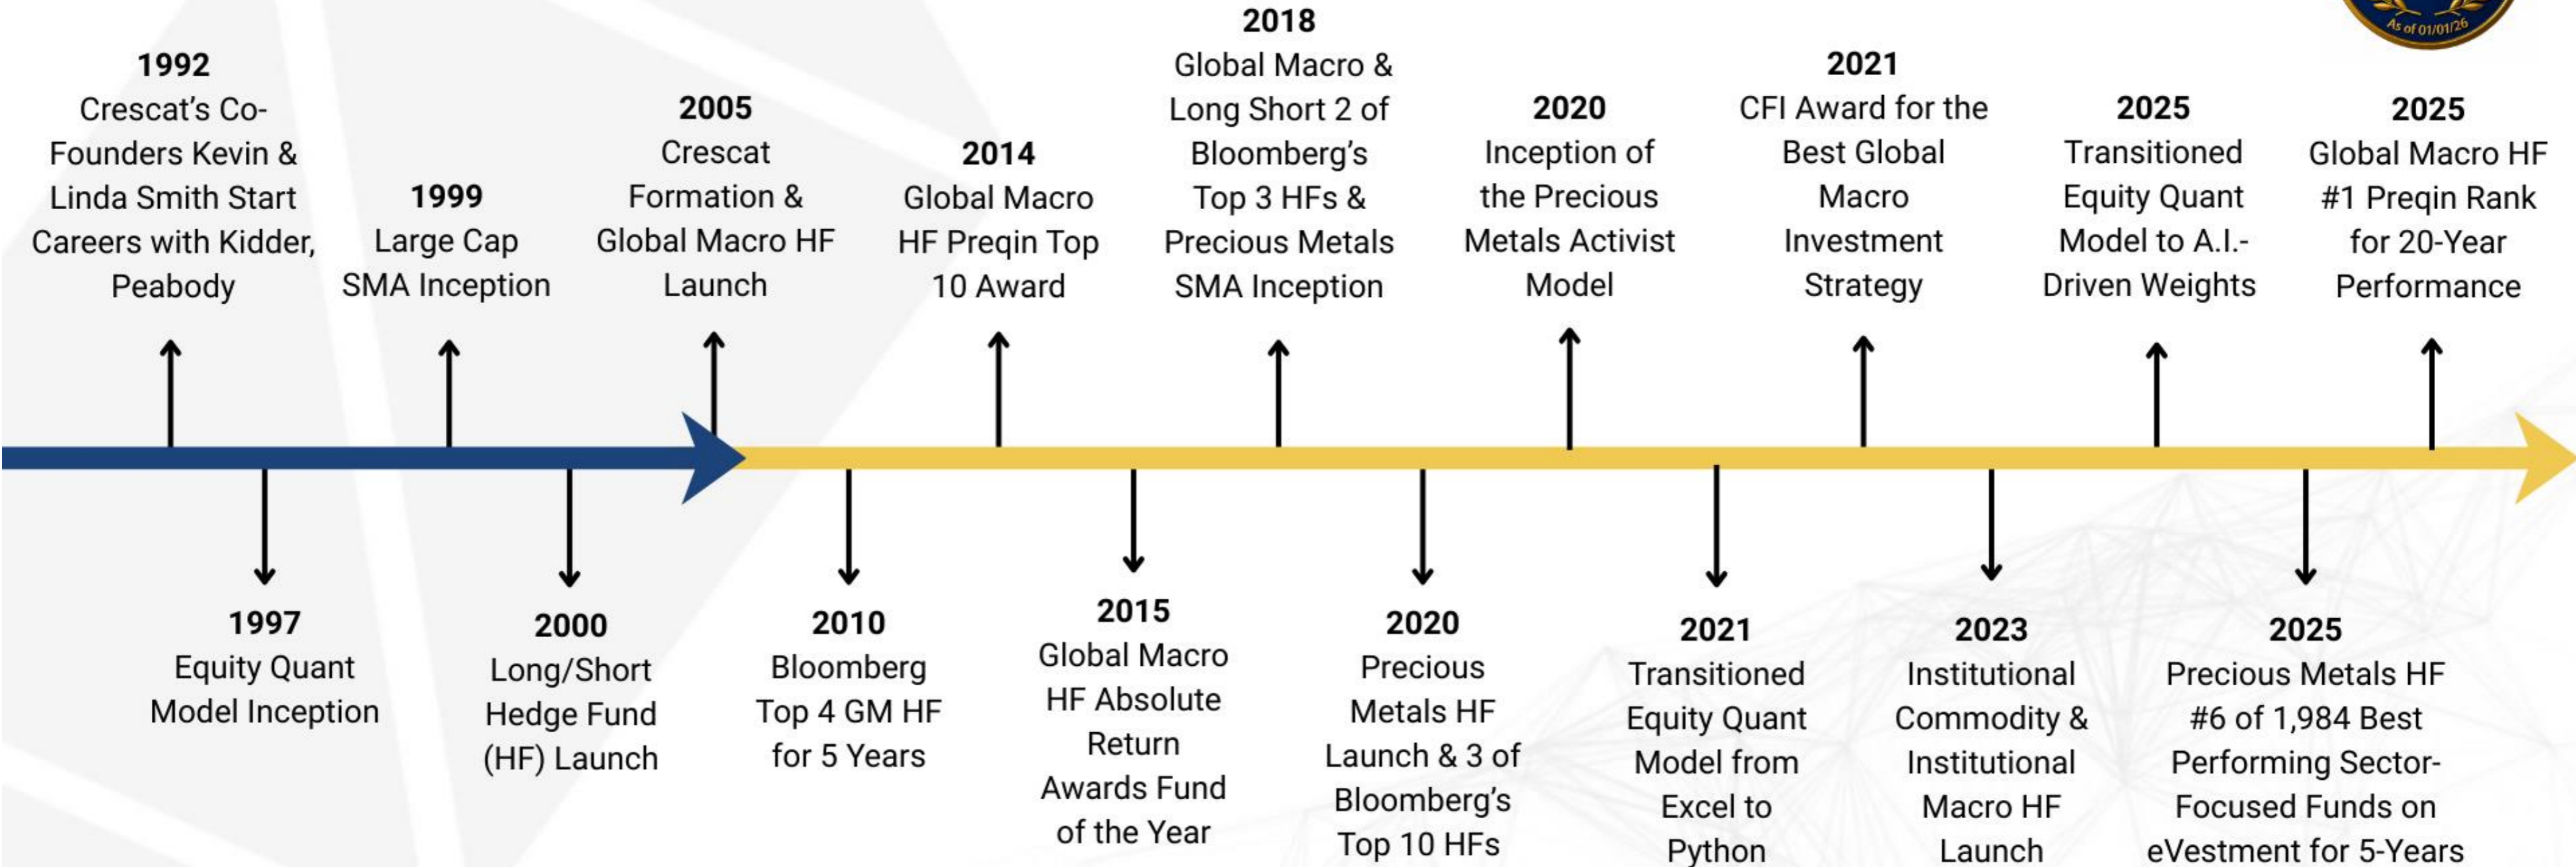 As of 01/01/26
1992
Crescat's Co-
Founders Kevin &
Linda Smith Start
Careers with Kidder,
Peabody
1999
Large Cap
SMA Inception
2005
Crescat
Formation &
Global Macro HF
Launch
2014
Global Macro
HF Preqin Top
10 Award
2018
Global Macro &
Long Short 2 of
Bloomberg's
Top 3 HFs &
Precious Metals
SMA Inception
2020
Inception of
the Precious
Metals Activist
Model
2021
CFI Award for the
Best Global
Macro
Investment
Strategy
2025
Transitioned
Equity Quant
Model to A.I.-
Driven Weights
2025
Global Macro HF
#1 Preqin Rank
for 20-Year
Performance
1997
Equity Quant
Model Inception
2000
Long/Short
Hedge Fund
(HF) Launch
2010
Bloomberg
Top 4 GM HF
for 5 Years
2015
Global Macro
HF Absolute
Return
Awards Fund
of the Year
2020
Precious
Metals HF
Launch & 3 of
Bloomberg's
Top 10 HFs
2021
Transitioned
Equity Quant
Model from
Excel to
Python
2023
Institutional
Commodity &
Institutional
Macro HF
Launch
2025
Precious Metals HF
#6 of 1,984 Best
Performing Sector-
Focused Funds on
eVestment for 5-Years